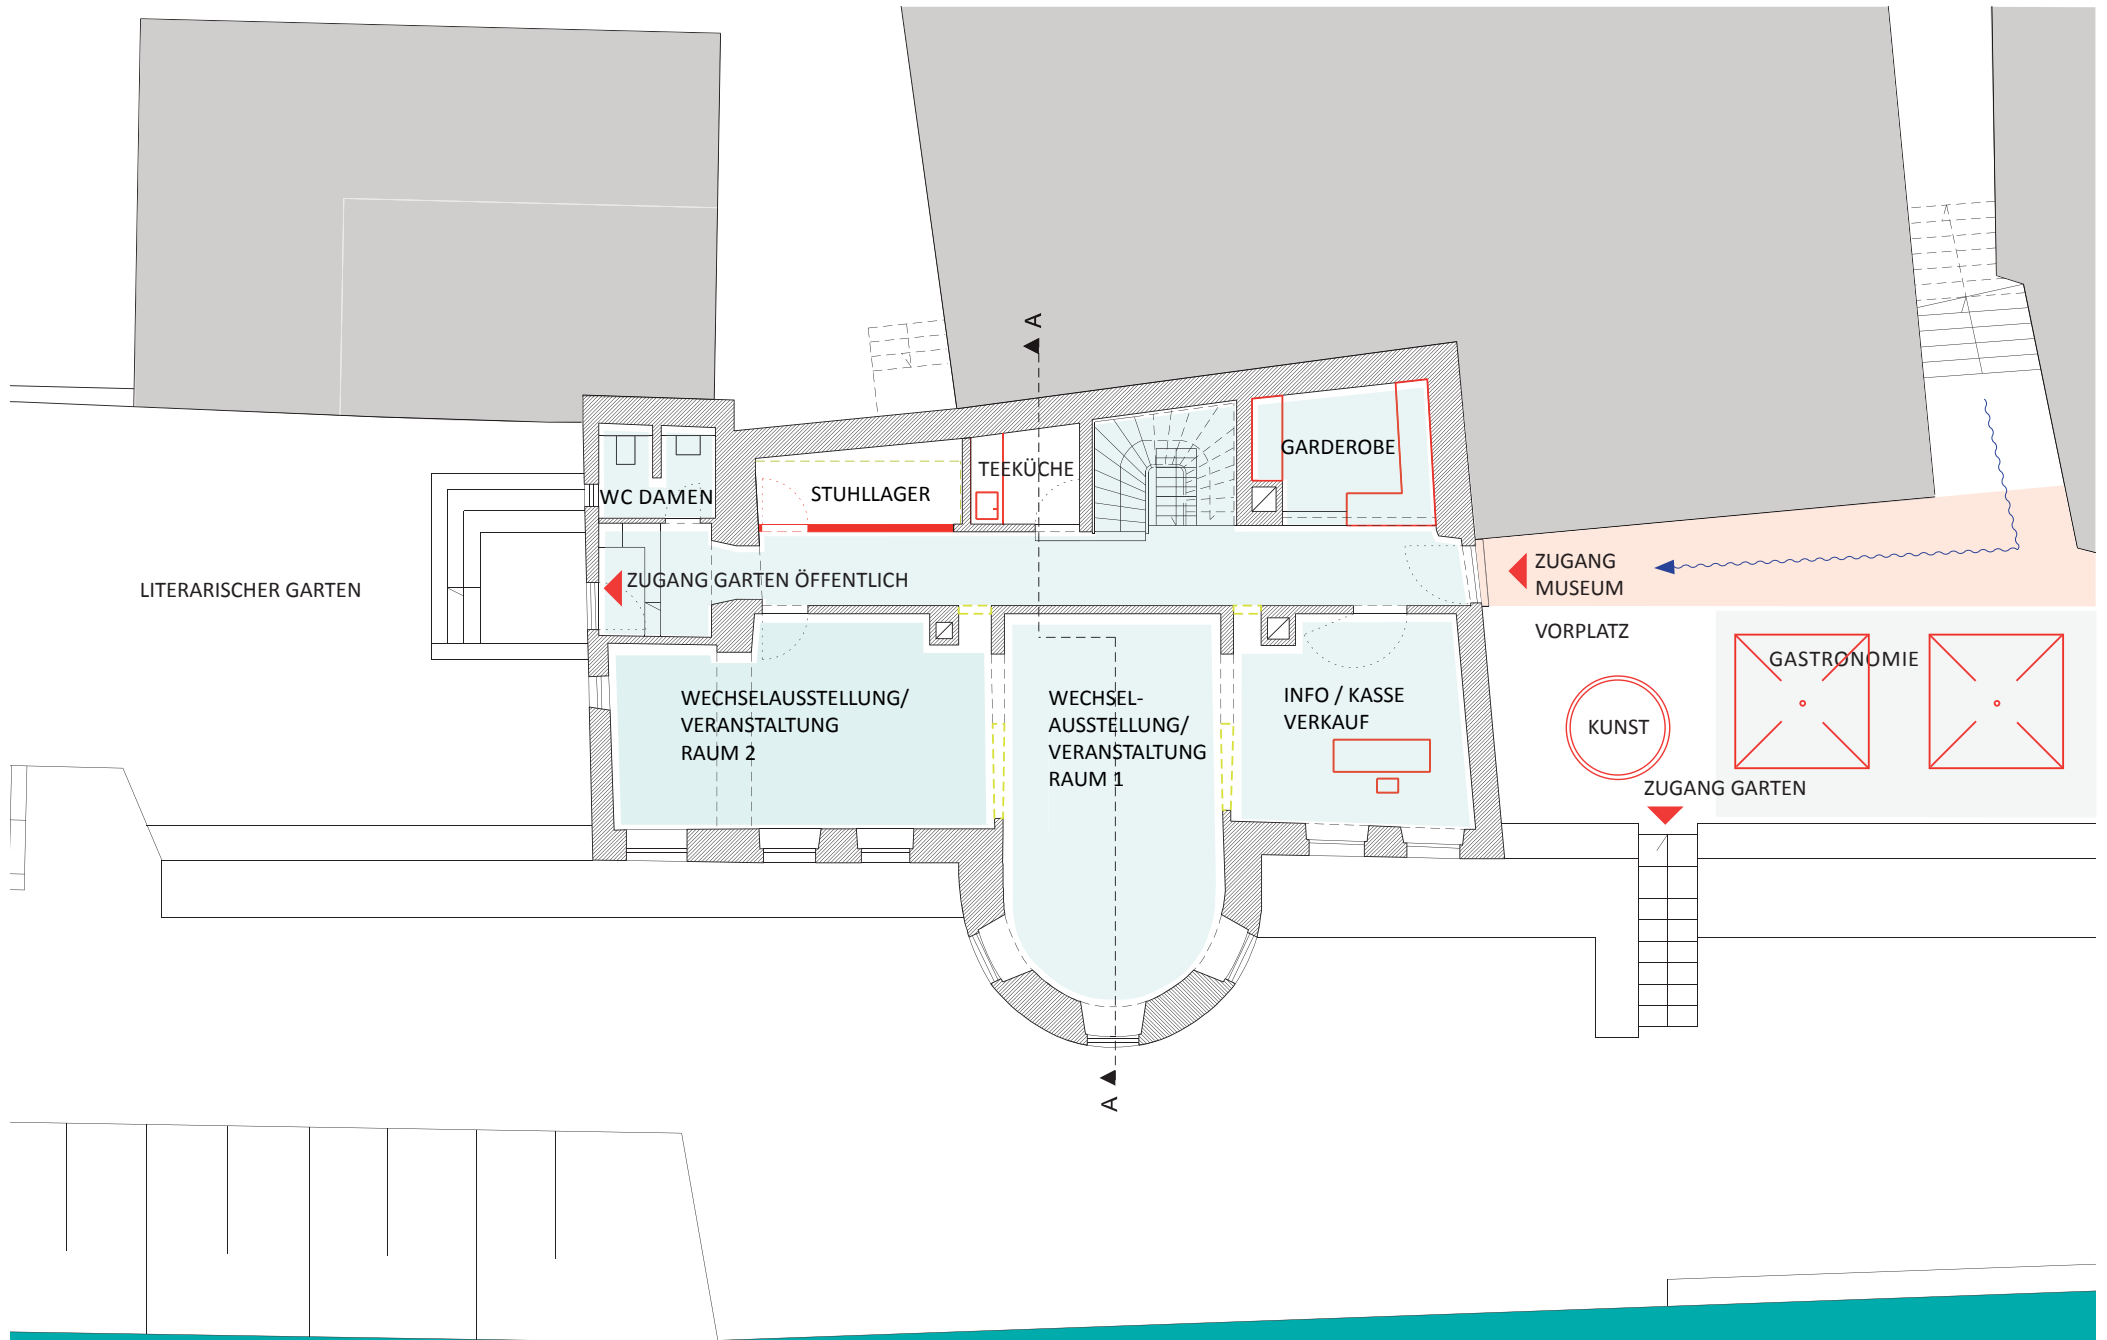 A
GARDEROBE
TEEKÜCHE
STUHLLAGER
WC DAMEN
ZUGANG
MUSEUM
ZUGANG GARTEN ÖFFENTLICH
LITERARISCHER GARTEN
VORPLATZ
GASTRONOMIE
WECHSELAUSSTELLUNG/
VERANSTALTUNG
RAUM 2
WECHSEL-
AUSSTELLUNG/
VERANSTALTUNG
RAUM 1
INFO / KASSE
VERKAUF
KUNST
ZUGANG GARTEN
A